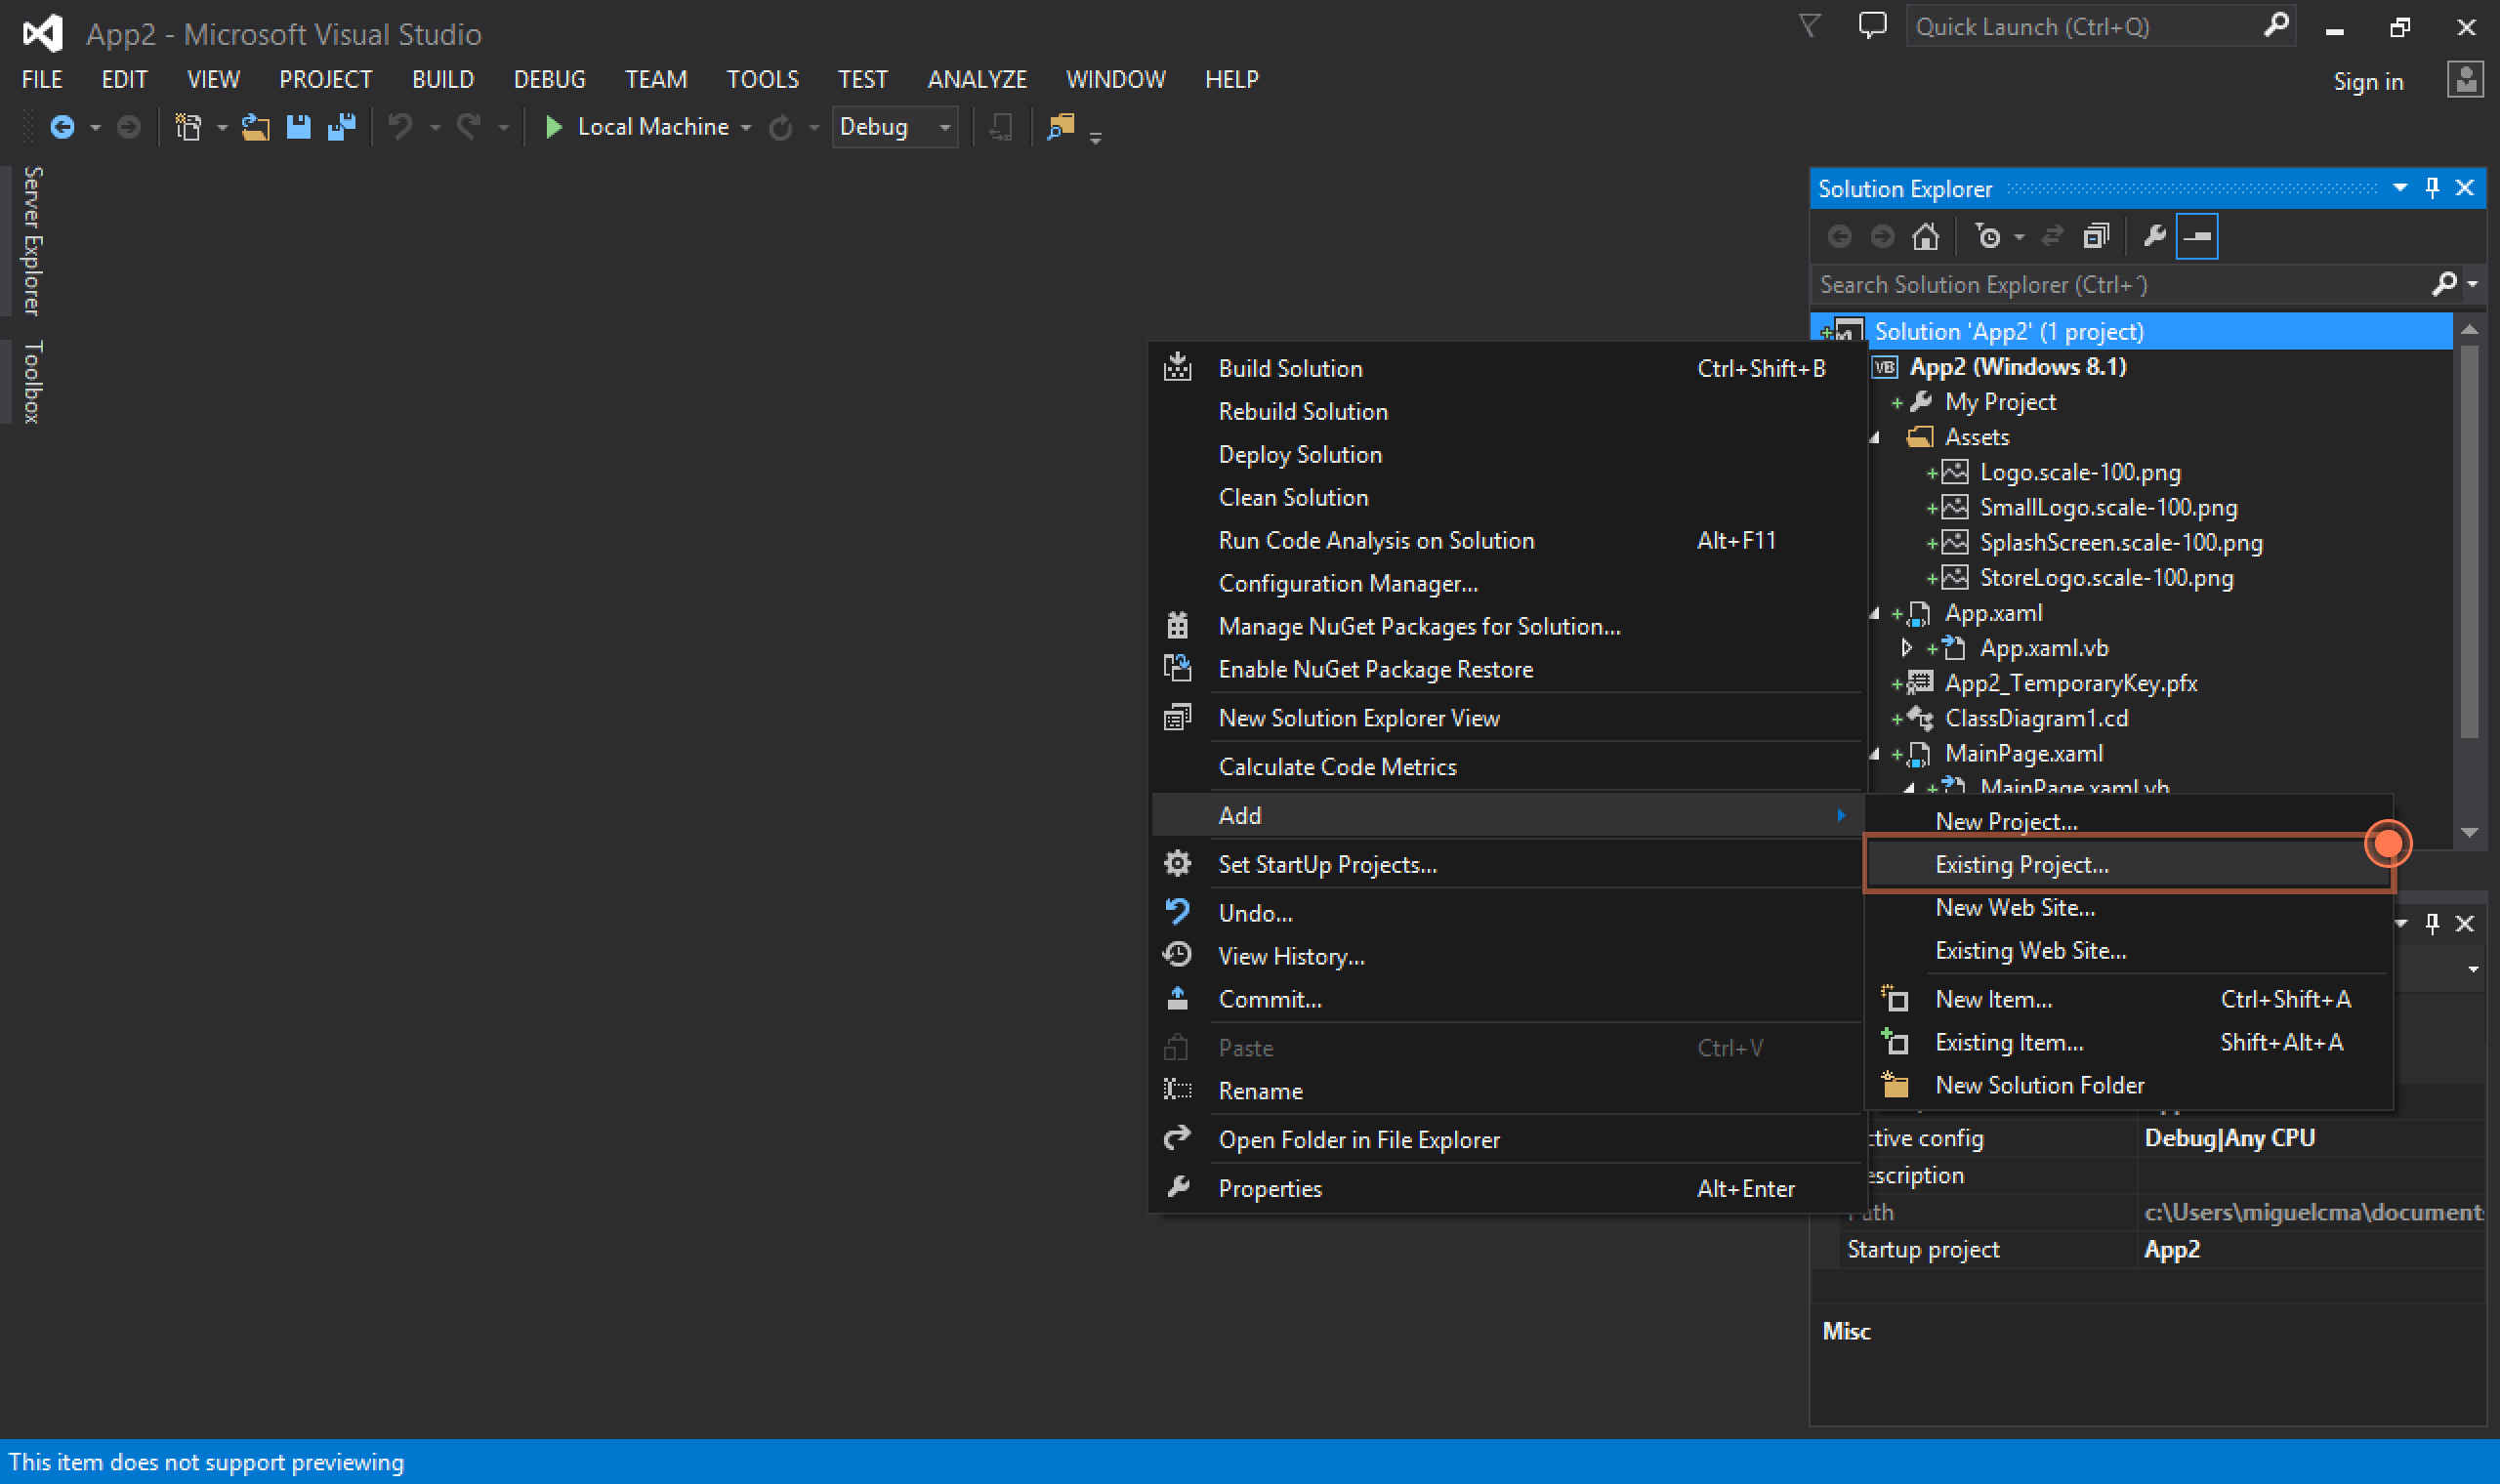 App2 - Microsoft Visual Studio
Quick Launch (Ctrl+Q)
FILE EDIT VIEW PROJECT BUILD DEBUG TEAM TOOLS TEST ANALYZE WINDOW HELP
Sign in
Local Machine
Debug
Server Explorer
Toolbox
Solution Explorer
Search Solution Explorer (Ctrl+´)
Solution 'App2' (1 project)
VB App2 (Windows 8.1)
My Project
Assets
Logo.scale-100.png
SmallLogo.scale-100.png
SplashScreen.scale-100.png
StoreLogo.scale-100.png
App.xaml
App.xaml.vb
App2_TemporaryKey.pfx
ClassDiagram1.cd
MainPage.xaml
MainPage.xaml.vb
Build Solution Ctrl+Shift+B
Rebuild Solution
Deploy Solution
Clean Solution
Run Code Analysis on Solution Alt+F11
Configuration Manager...
Manage NuGet Packages for Solution...
Enable NuGet Package Restore
New Solution Explorer View
Calculate Code Metrics
Add
Set StartUp Projects...
Undo...
View History...
Commit...
Paste Ctrl+V
Rename
Open Folder in File Explorer
Properties Alt+Enter
New Project...
Existing Project...
New Web Site...
Existing Web Site...
New Item... Ctrl+Shift+A
Existing Item... Shift+Alt+A
New Solution Folder
ctive config Debug|Any CPU
escription
Path c:\Users\miguelcma\document
Startup project App2
Misc
This item does not support previewing